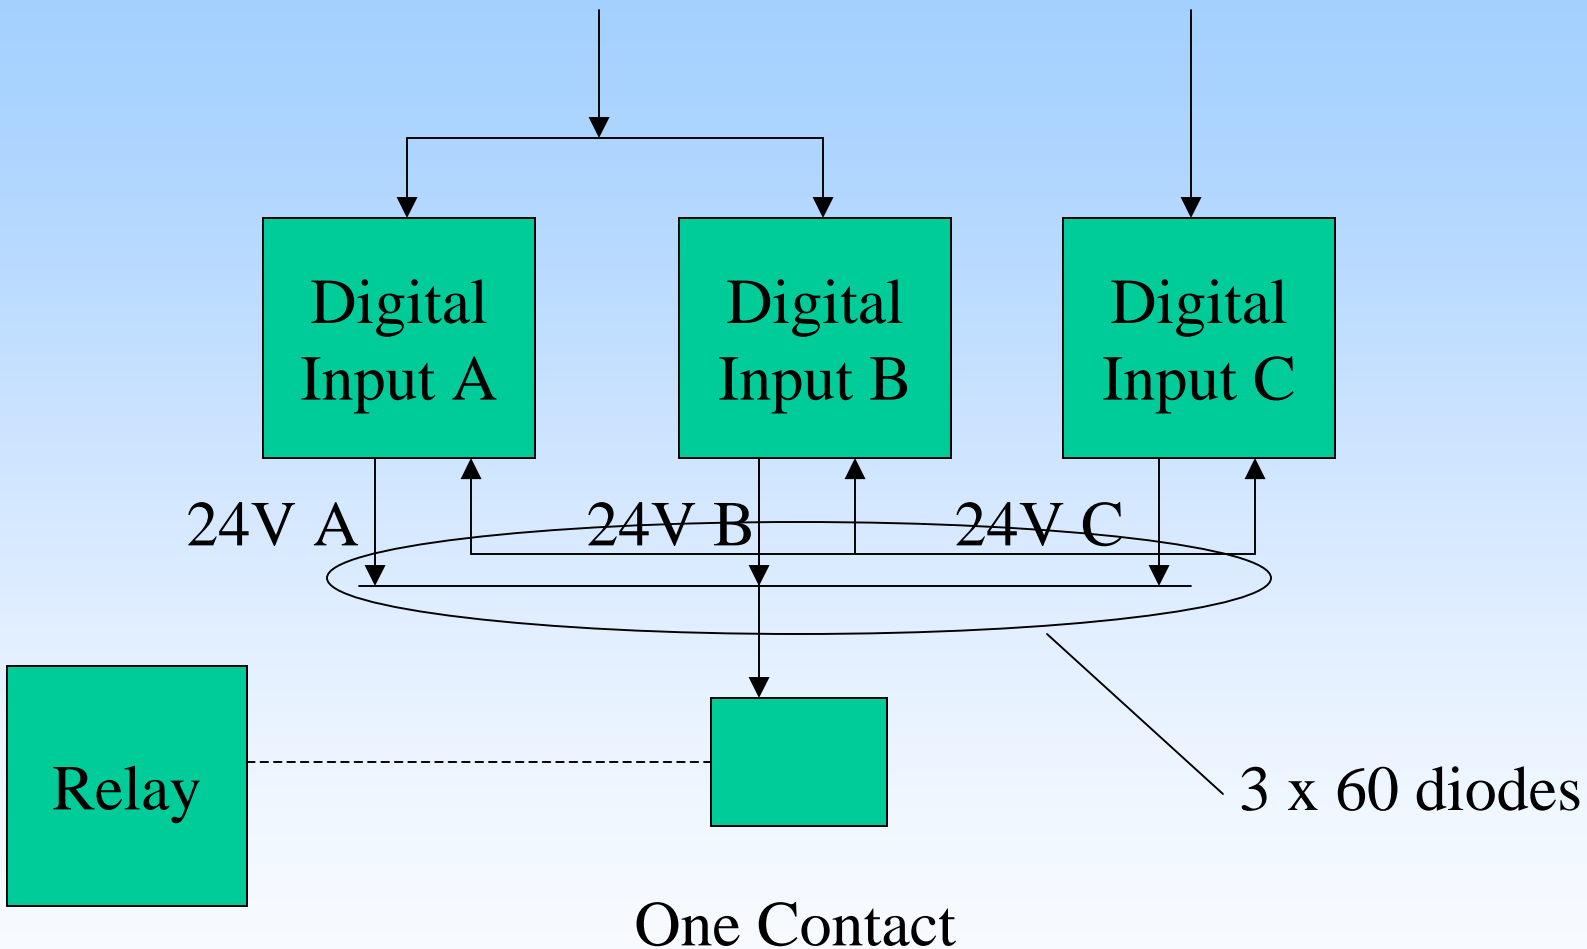 Digital
Input A
Digital
Input B
Digital
Input C
24V A
24V B
24V C
Relay
3 x 60 diodes
One Contact